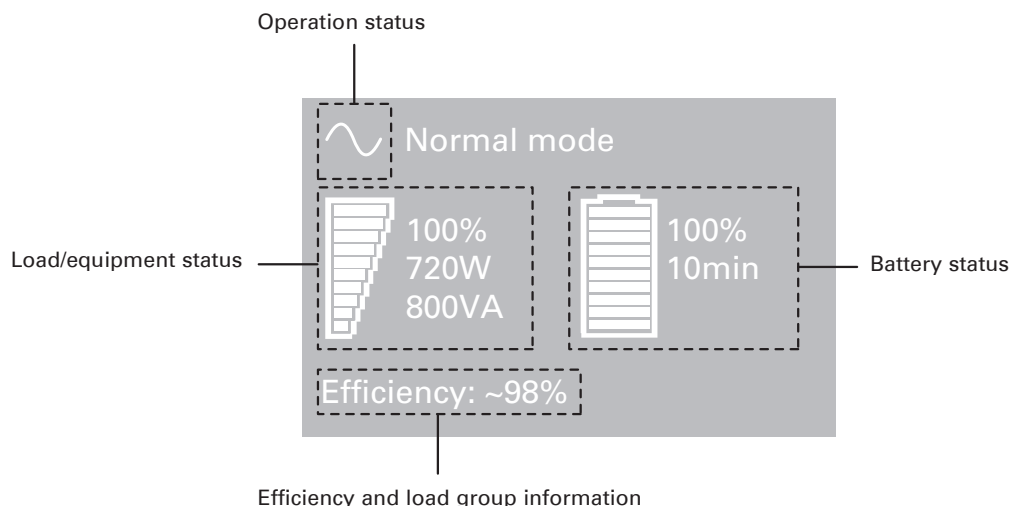 Operation status
Normal mode
Load/equipment status
100%
720W
800VA
100%
10min
Battery status
Efficiency: ~98%
Efficiency and load group information